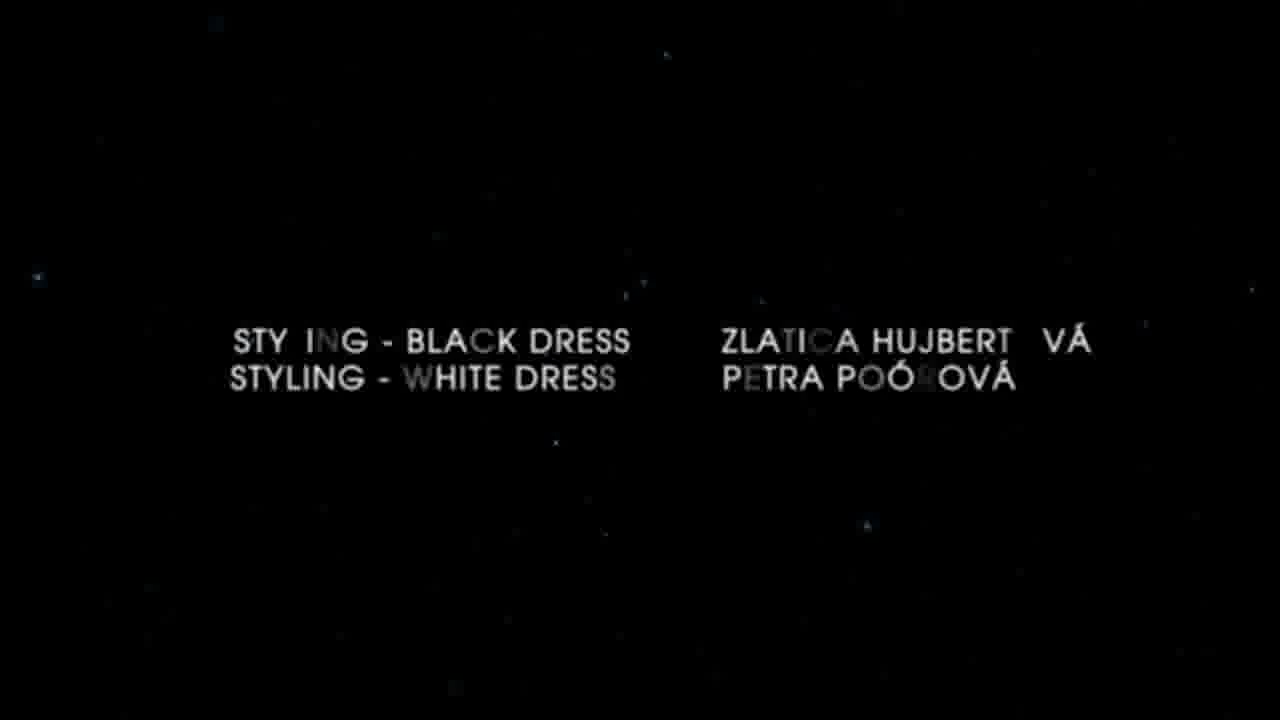 STY ING - BLACK DRESS ZLATICA HUJBERT VÁ
STYLING - WHITE DRESS PETRA POÓROVÁ